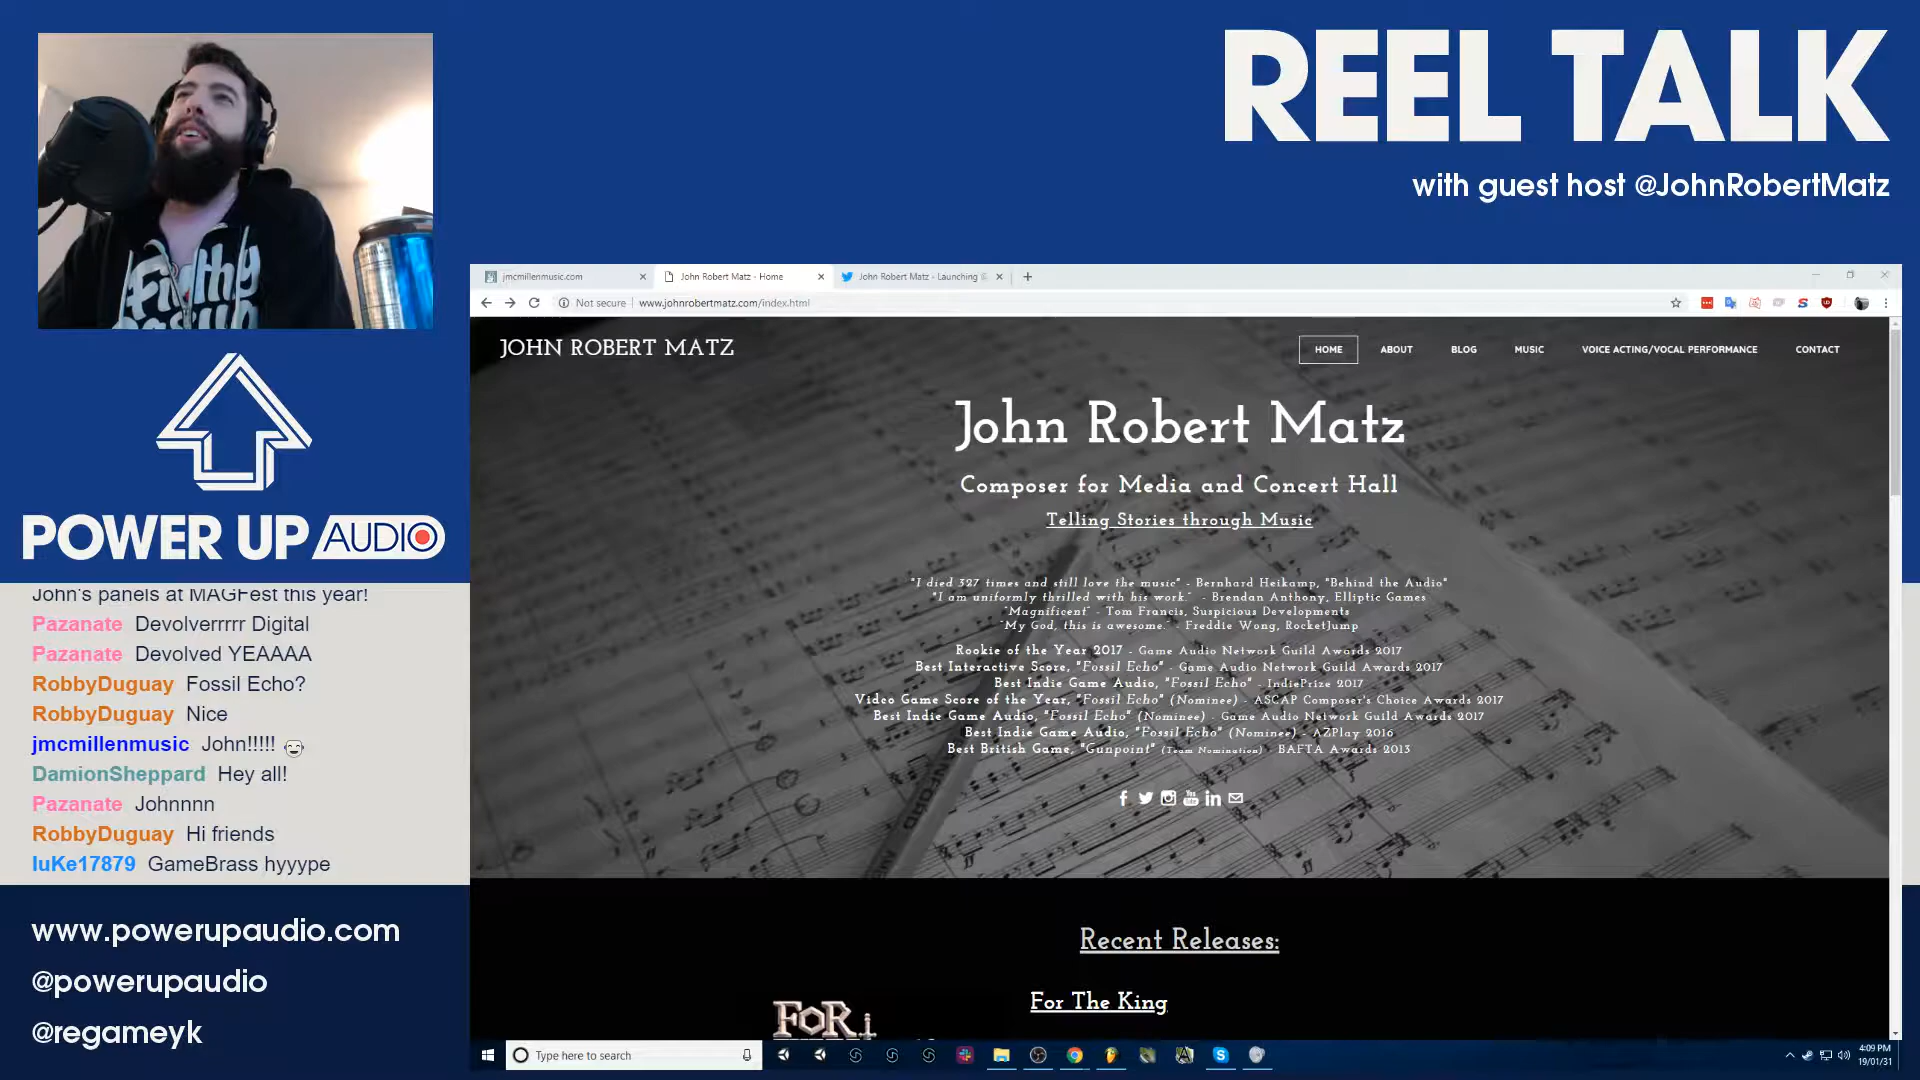 REEL TALK
with guest host @JohnRobertMatz
Filthy
POWER UP AUDIO
John's panels at MAGFest this year!
Pazanate Devolverrrrr Digital
Pazanate Devolved YEAAAA
RobbyDuguay Fossil Echo?
RobbyDuguay Nice
jmcmillenmusic John!!!!!
DamionSheppard Hey all!
Pazanate Johnnnn
RobbyDuguay Hi friends
luKe17879 GameBrass hyyype
www.powerupaudio.com
@powerupaudio
@regameyk
jmcmillenmusic.com
John Robert Matz - Home
John Robert Matz - Launching
Not secure www.johnrobertmatz.com/index.html
JOHN ROBERT MATZ
HOME ABOUT BLOG MUSIC VOICE ACTING/VOCAL PERFORMANCE CONTACT
John Robert Matz
Composer for Media and Concert Hall
Telling Stories through Music
"I died 327 times and still love the music" - Bernhard Heikamp, "Behind the Audio"
"I am uniformly thrilled with his work." - Brendan Anthony, Elliptic Games
"Magnificent" - Tom Francis, Suspicious Developments
"My God, this is awesome." - Freddie Wong, RocketJump
Rookie of the Year 2017 - Game Audio Network Guild Awards 2017
Best Interactive Score, "Fossil Echo" - Game Audio Network Guild Awards 2017
Best Indie Game Audio, "Fossil Echo" - IndiePrize 2017
Video Game Score of the Year, "Fossil Echo" (Nominee) - ASCAP Composer's Choice Awards 2017
Best Indie Game Audio, "Fossil Echo" (Nominee) - Game Audio Network Guild Awards 2017
Best Indie Game Audio, "Fossil Echo" (Nominee) - AZPlay 2016
Best British Game, "Gunpoint" (Team Nomination) - BAFTA Awards 2013
Recent Releases:
For The King
FOR
Type here to search
4:09 PM
19/01/31